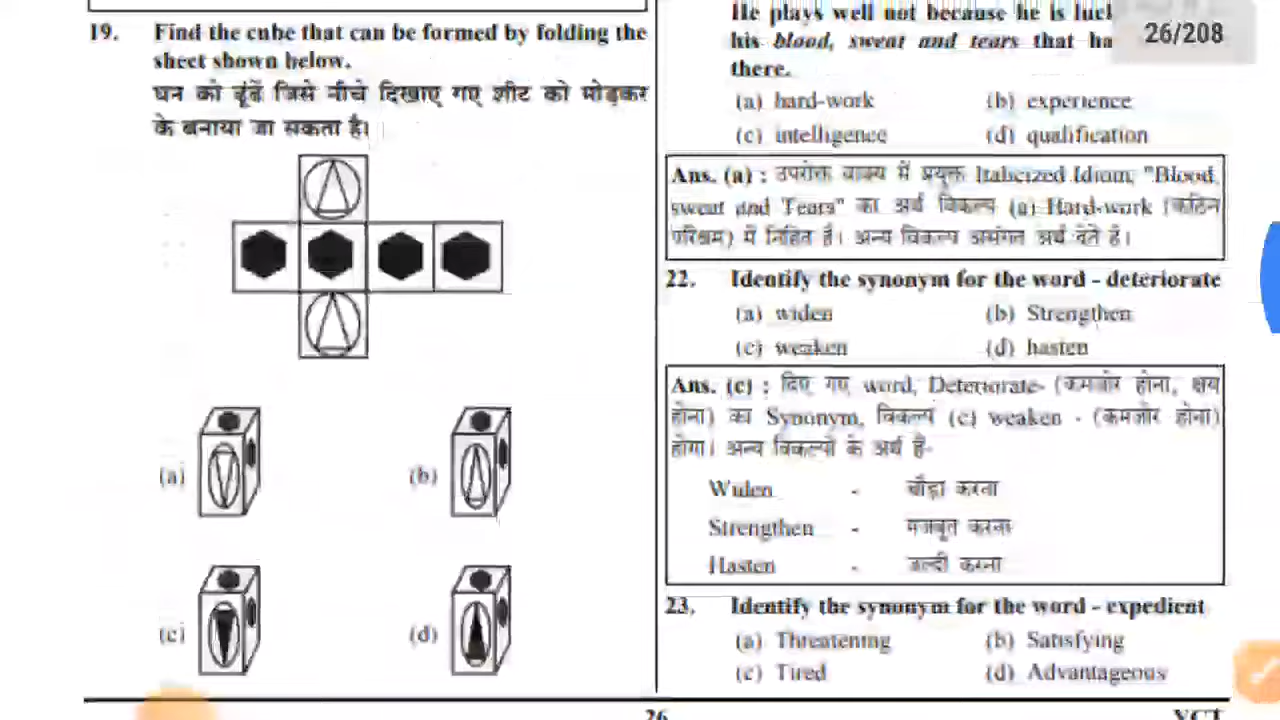 19. Find the cube that can be formed by folding the
sheet shown below.
घन को ढूंढें जिसे नीचे दिखाए गए शीट को मोड़कर
के बनाया जा सकता है।
(a)
(b)
(c)
(d)
He plays well not because he is luck
his blood, sweat and tears that ha
there.
(a) hard-work (b) experience
(c) intelligence (d) qualification
Ans. (a) : उपरोक्त वाक्य में प्रयुक्त Italicized Idium, "Blood,
sweat and Tears" का अर्थ विकल्प (a) Hard-work (कठिन
परिश्रम) में निहित है। अन्य विकल्प असंगत अर्थ देते है।
22. Identify the synonym for the word - deteriorate
(a) widen (b) Strengthen
(c) weaken (d) hasten
Ans. (c) : दिए गए word, Deteriorate- (कमजोर होना, क्षय
होना) का Synonym, विकल्प (c) weaken - (कमजोर होना)
होगा। अन्य विकल्पों के अर्थ है-
- चौड़ा करना
Strengthen - मजबूत करना
Hasten - जल्दी करना
23. Identify the synonym for the word - expedient
(a) Threatening (b) Satisfying
(c) Tired (d) Advantageous
26/208
26 YCT